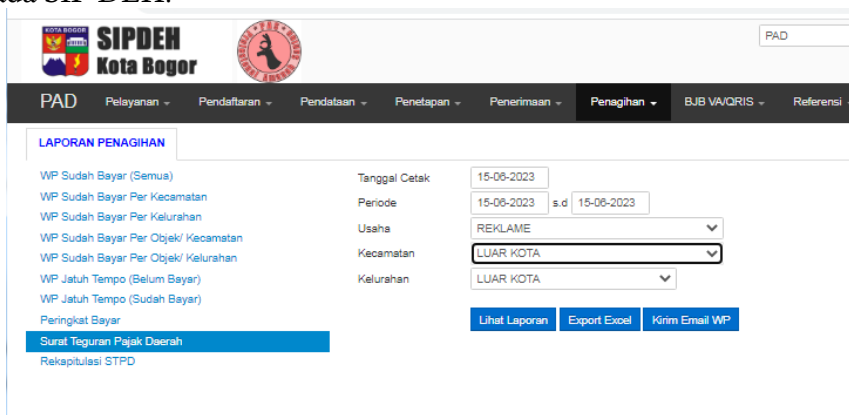 KOTA BOGOR
SIPDEH
Kota Bogor
PAD
PAD Pelayanan Pendaftaran Pendataan Penetapan Penerimaan Penagihan BJB VA/QRIS Referensi
LAPORAN PENAGIHAN
WP Sudah Bayar (Semua)
WP Sudah Bayar Per Kecamatan
WP Sudah Bayar Per Kelurahan
WP Sudah Bayar Per Objek/ Kecamatan
WP Sudah Bayar Per Objek/ Kelurahan
WP Jatuh Tempo (Belum Bayar)
WP Jatuh Tempo (Sudah Bayar)
Peringkat Bayar
Surat Teguran Pajak Daerah
Rekapitulasi STPD
Tanggal Cetak 15-06-2023
Periode 15-06-2023 s.d 15-06-2023
Usaha REKLAME
Kecamatan LUAR KOTA
Kelurahan LUAR KOTA
Lihat Laporan Export Excel Kirim Email WP